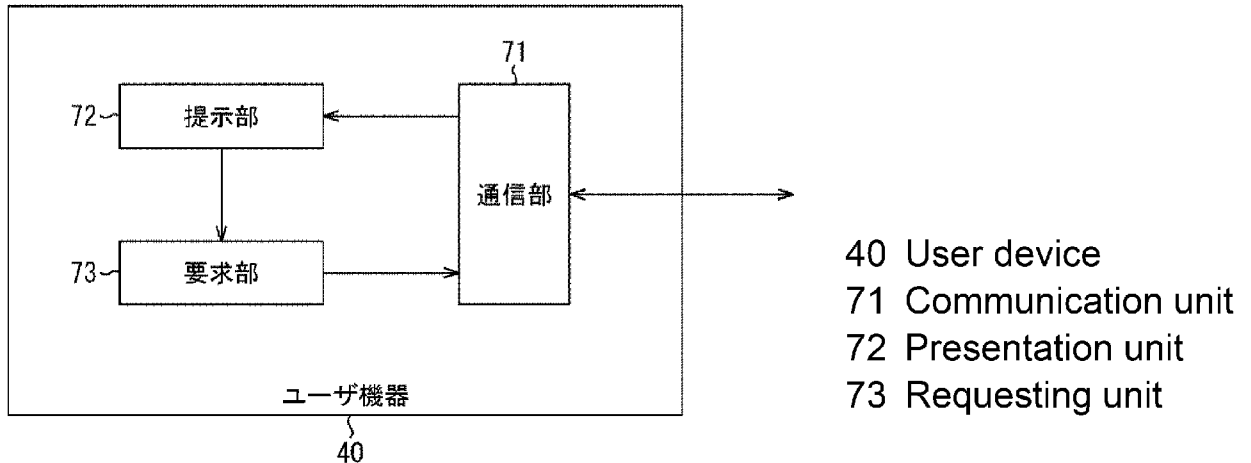 71
72
提示部
通信部
73
要求部
ユーザ機器
40
40 User device
71 Communication unit
72 Presentation unit
73 Requesting unit